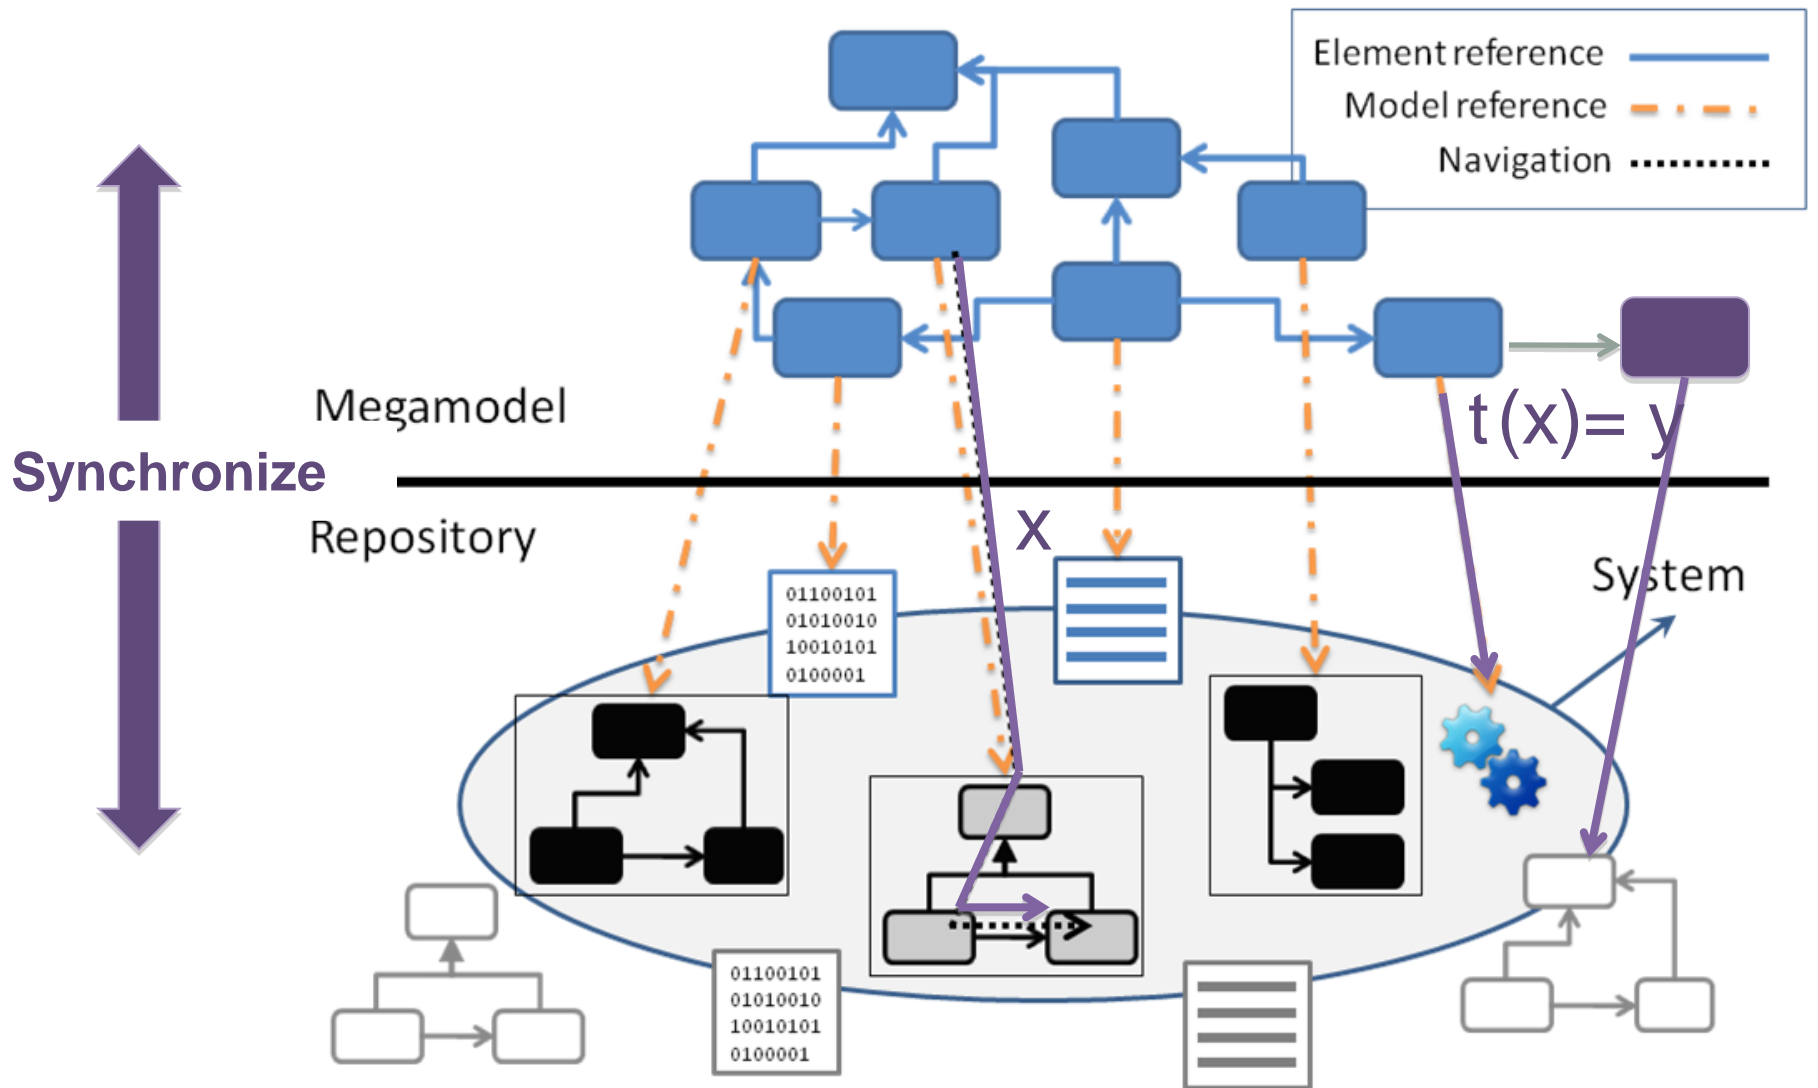 Element reference
Model reference
Navigation
Megamodel
t(x)= y
Synchronize
x
Repository
System
01100101
01010010
10010101
0100001
01100101
01010010
10010101
0100001